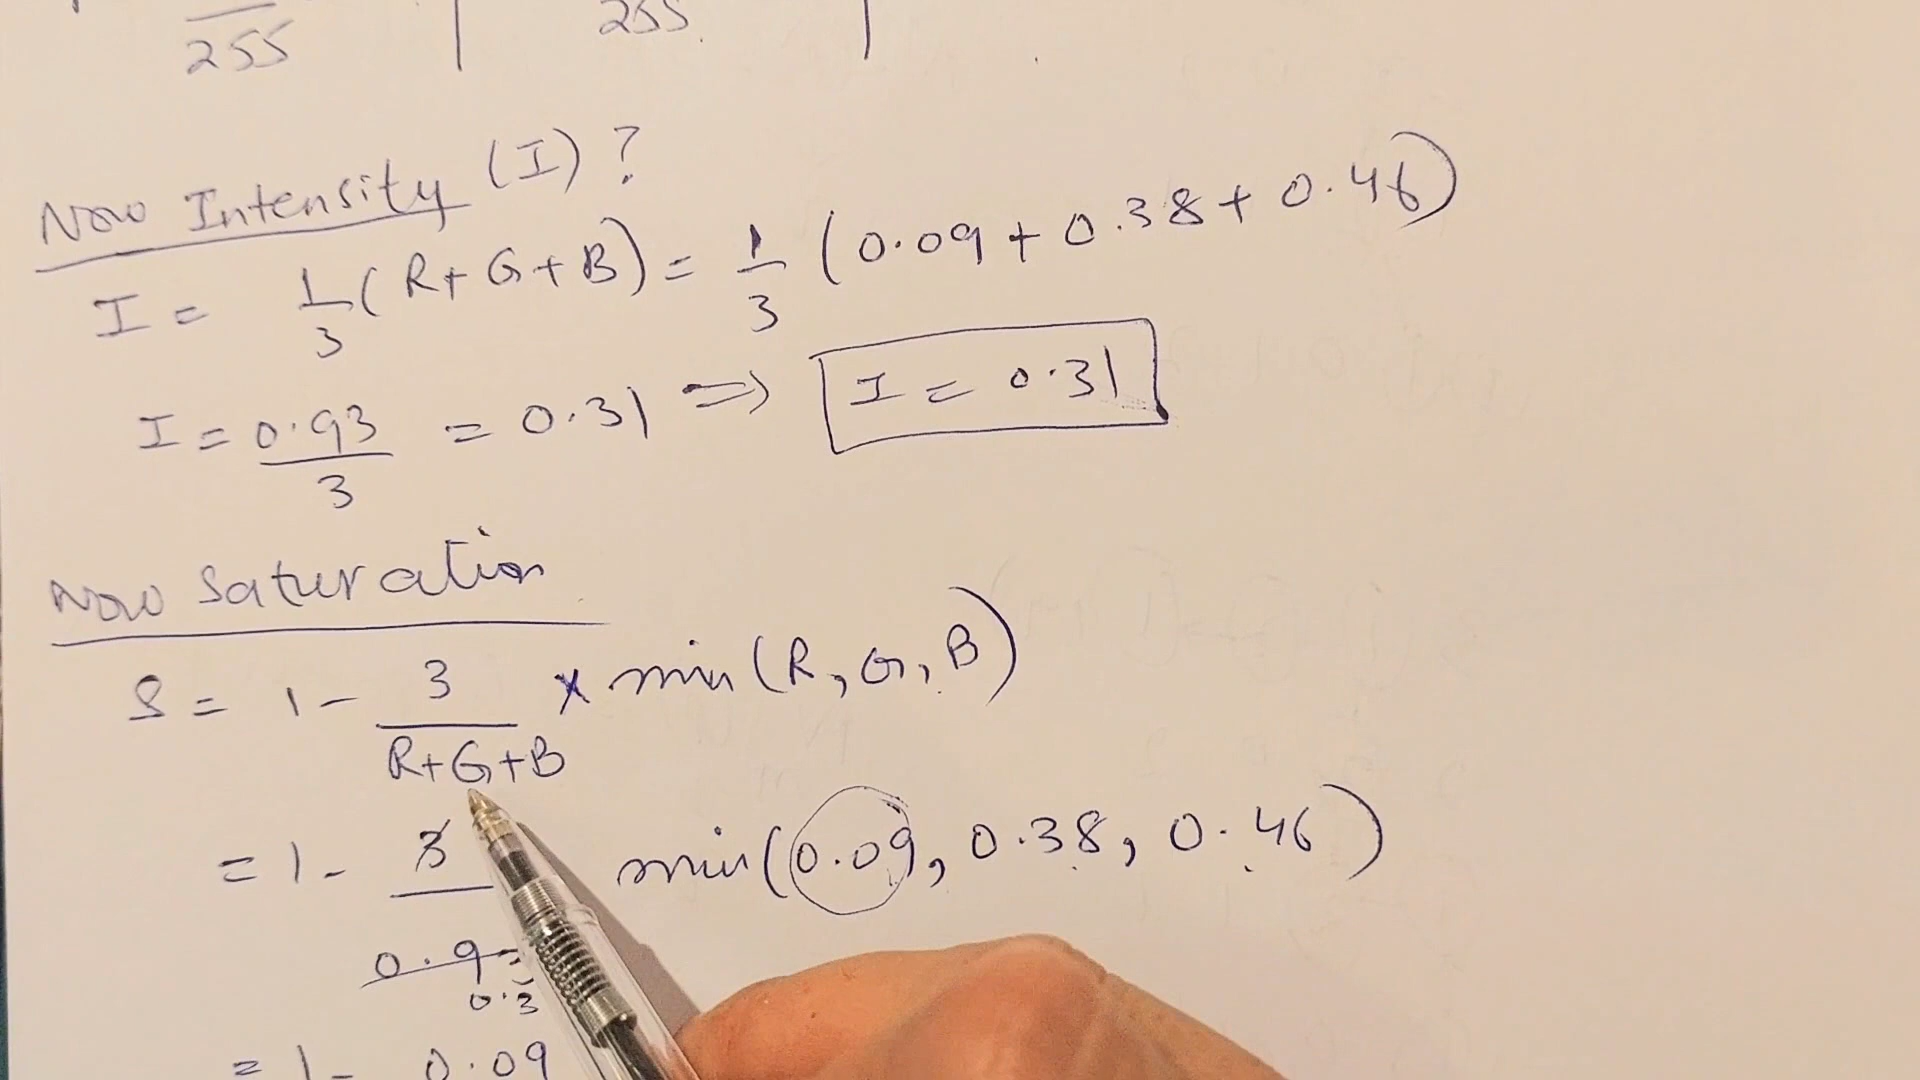 255 | 255. |
Now Intensity (I) ?
I = 1/3 (R+G+B) = 1/3 (0.09 + 0.38 + 0.46)
I = 0.93/3 = 0.31 ⇒ I = 0.31
Now Saturation
S = 1 - 3/(R+G+B) × min(R, G, B)
= 1 - 3/ min(0.09, 0.38, 0.46)
0.9
0.3
= 1 - 0.09